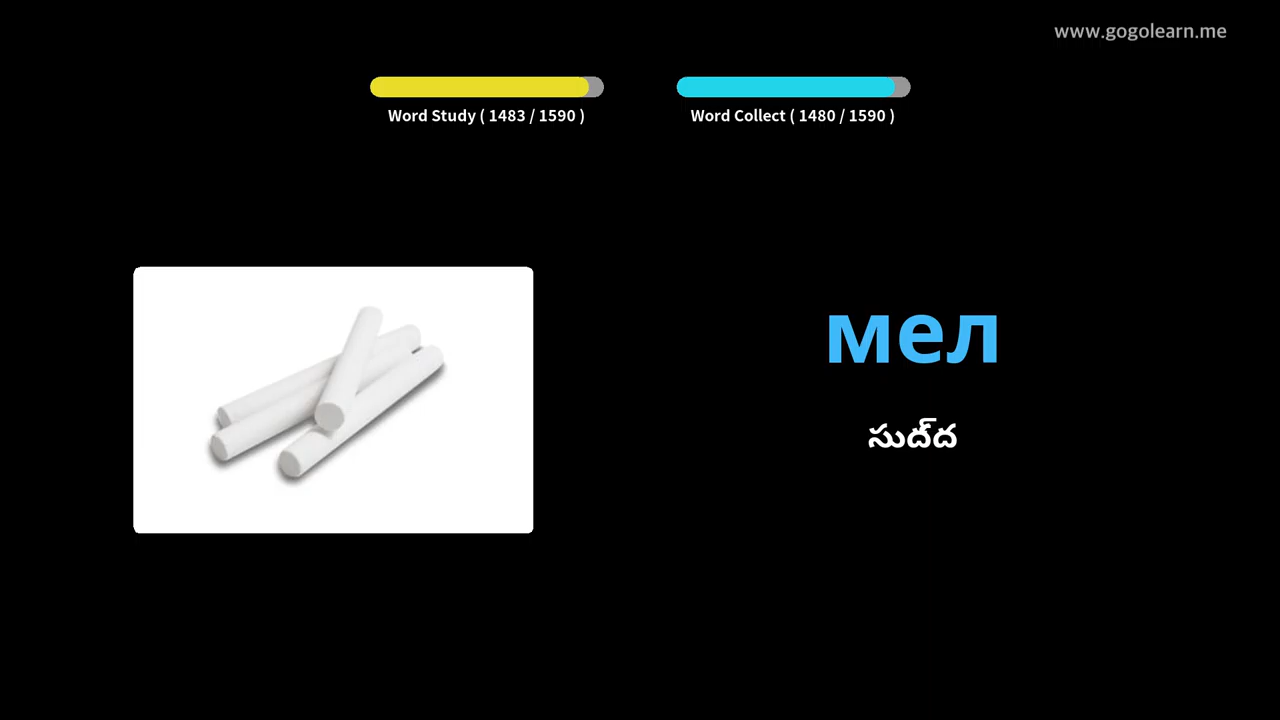 www.gogolearn.me
Word Study ( 1483 / 1590 )
Word Collect ( 1480 / 1590 )
мел
సుద్ద